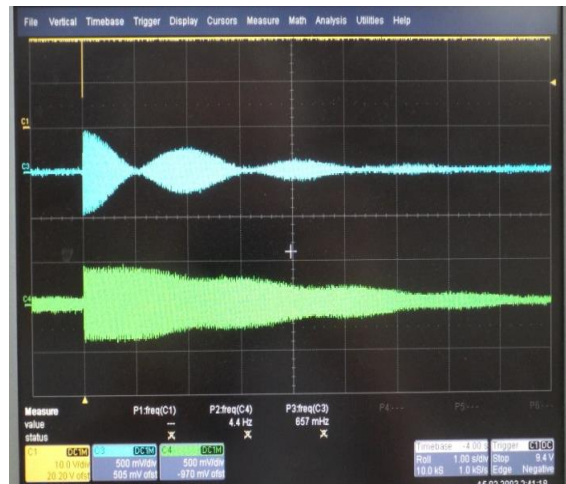 File Vertical Timebase Trigger Display Cursors Measure Math Analysis Utilities Help
C1
C3
C4
Measure P1:freq(C1) P2:freq(C4) P3:freq(C3) P4:--- P5:--- P6:---
value --- 4.4 Hz 657 mHz
status
C1 DC1M C3 DC1M C4 DC1M Timebase -4.00 s Trigger C1 DC
10.0 V/div 500 mV/div 500 mV/div Roll 1.00 s/div Stop 9.4 V
20.20 V ofst 505 mV ofst -970 mV ofst 10.0 kS 1.0 kS/s Edge Negative